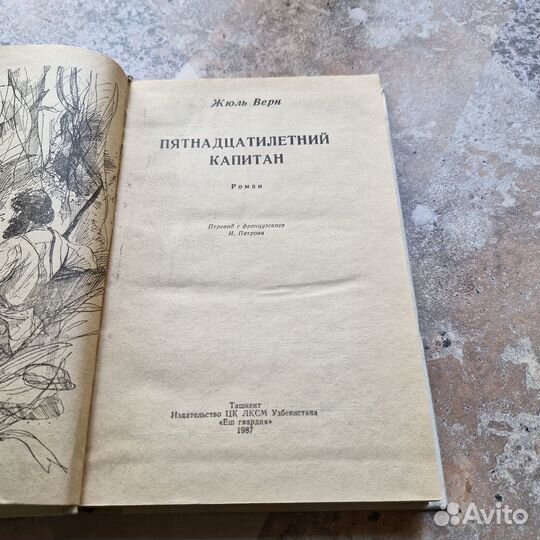 Жюль Верн
ПЯТНАДЦАТИЛЕТНИЙ
КАПИТАН
Роман
Перевод с французского
И. Петрова
Ташкент
Издательство ЦК ЛКСМ Узбекистана
«Еш гвардия»
1987
Avito